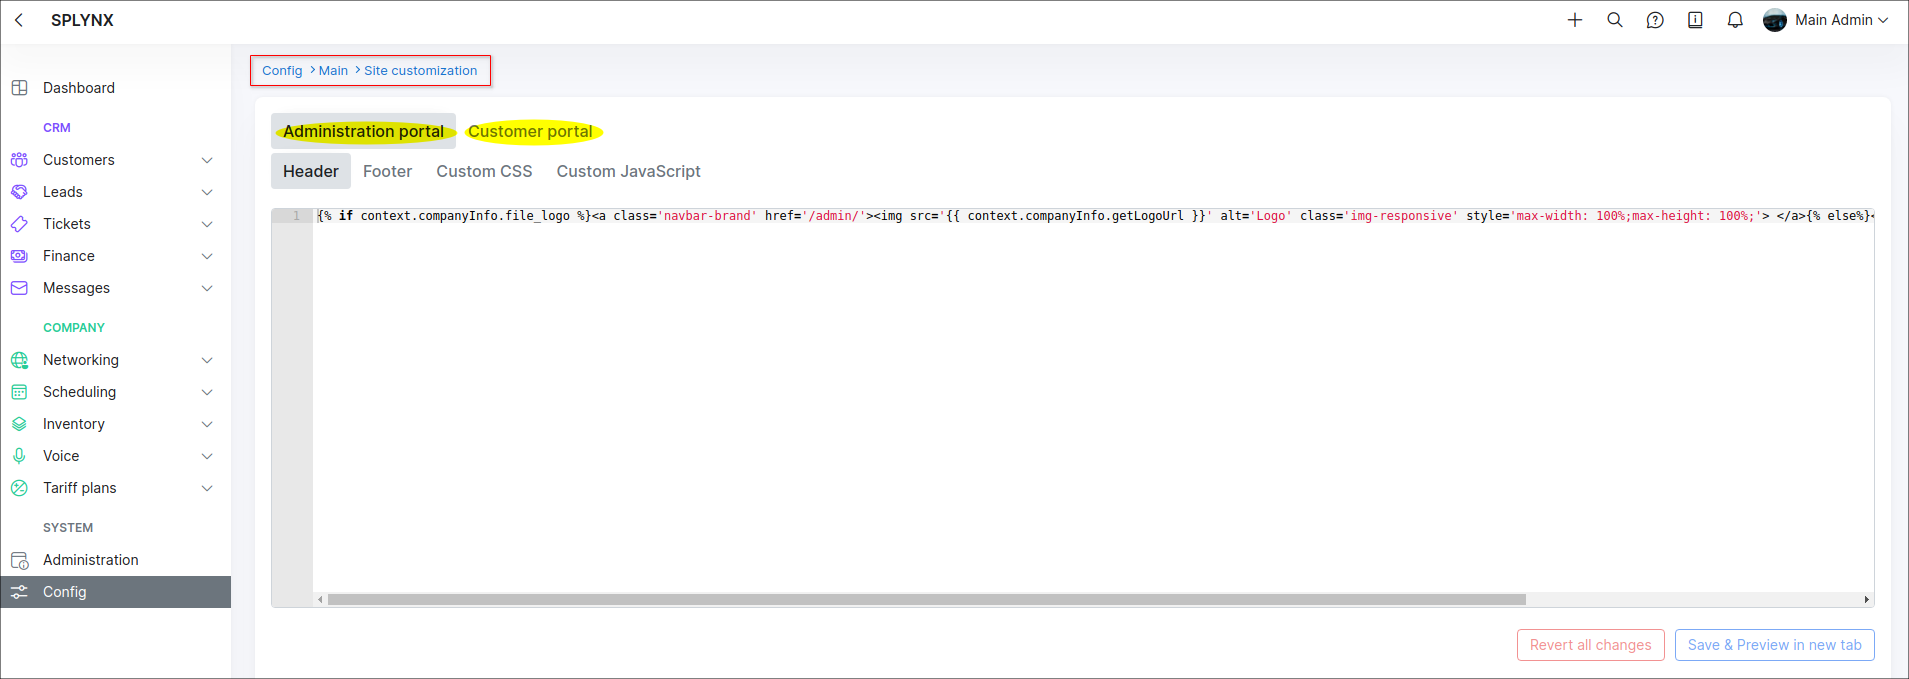 SPLYNX
Main Admin
Dashboard
CRM
Customers
Leads
Tickets
Finance
Messages
COMPANY
Networking
Scheduling
Inventory
Voice
Tariff plans
SYSTEM
Administration
Config
Config > Main > Site customization
Administration portal Customer portal
Header Footer Custom CSS Custom JavaScript
1 {% if context.companyInfo.file_logo %}<a class='navbar-brand' href='/admin/'><img src='{{ context.companyInfo.getLogoUrl }}' alt='Logo' class='img-responsive' style='max-width: 100%;max-height: 100%;'> </a>{% else%}<
Revert all changes Save & Preview in new tab